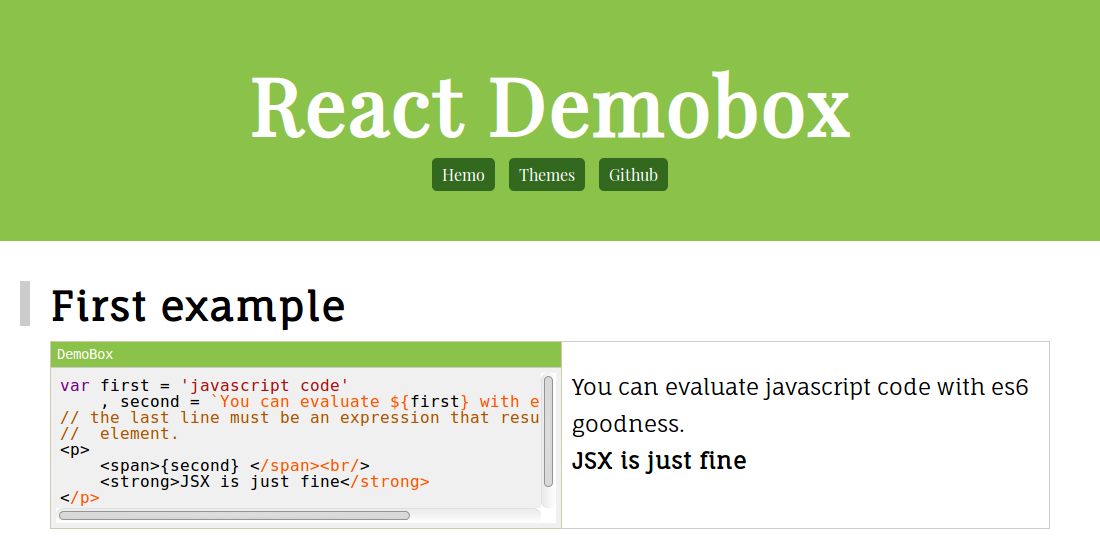 React Demobox
Hemo Themes Github
First example
DemoBox
var first = 'javascript code'
    , second = `You can evaluate ${first} with e
// the last line must be an expression that resu
//  element.
<p>
    <span>{second} </span><br/>
    <strong>JSX is just fine</strong>
</p>
You can evaluate javascript code with es6
goodness.
JSX is just fine